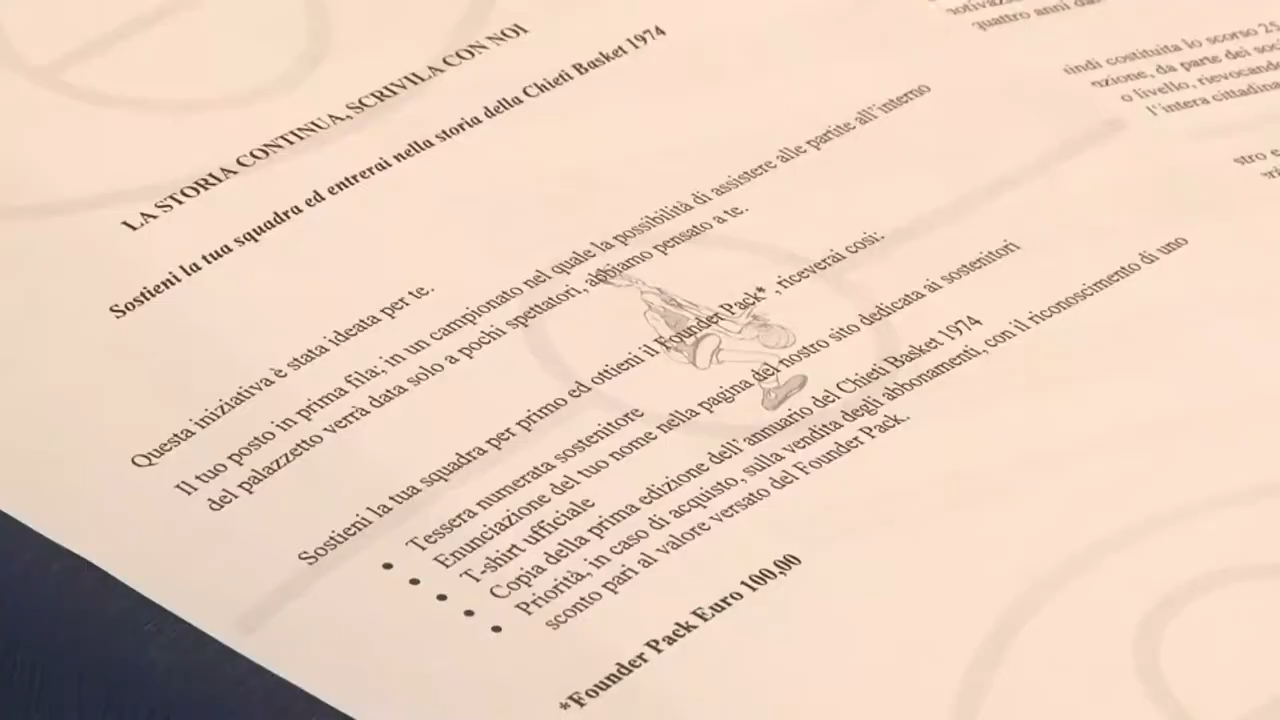 LA STORIA CONTINUA, SCRIVILA CON NOI
Sostieni la tua squadra ed entrerai nella storia della Chieti Basket 1974
Questa iniziativa è stata ideata per te.
Il tuo posto in prima fila; in un campionato nel quale la possibilità di assistere alle partite all'interno
del palazzetto verrà data solo a pochi spettatori, abbiamo pensato a te.
Sostieni la tua squadra per primo ed ottieni il Founder Pack* , riceverai così:
• Tessera numerata sostenitore
• Enunciazione del tuo nome nella pagina del nostro sito dedicata ai sostenitori
• T-shirt ufficiale
• Copia della prima edizione dell'annuario del Chieti Basket 1974
• Priorità, in caso di acquisto, sulla vendita degli abbonamenti, con il riconoscimento di uno
sconto pari al valore versato del Founder Pack.
*Founder Pack Euro 100,00
quattro anni
costituita lo scorso 25
da parte dei
o livello, rievocando
l'intera cittadina